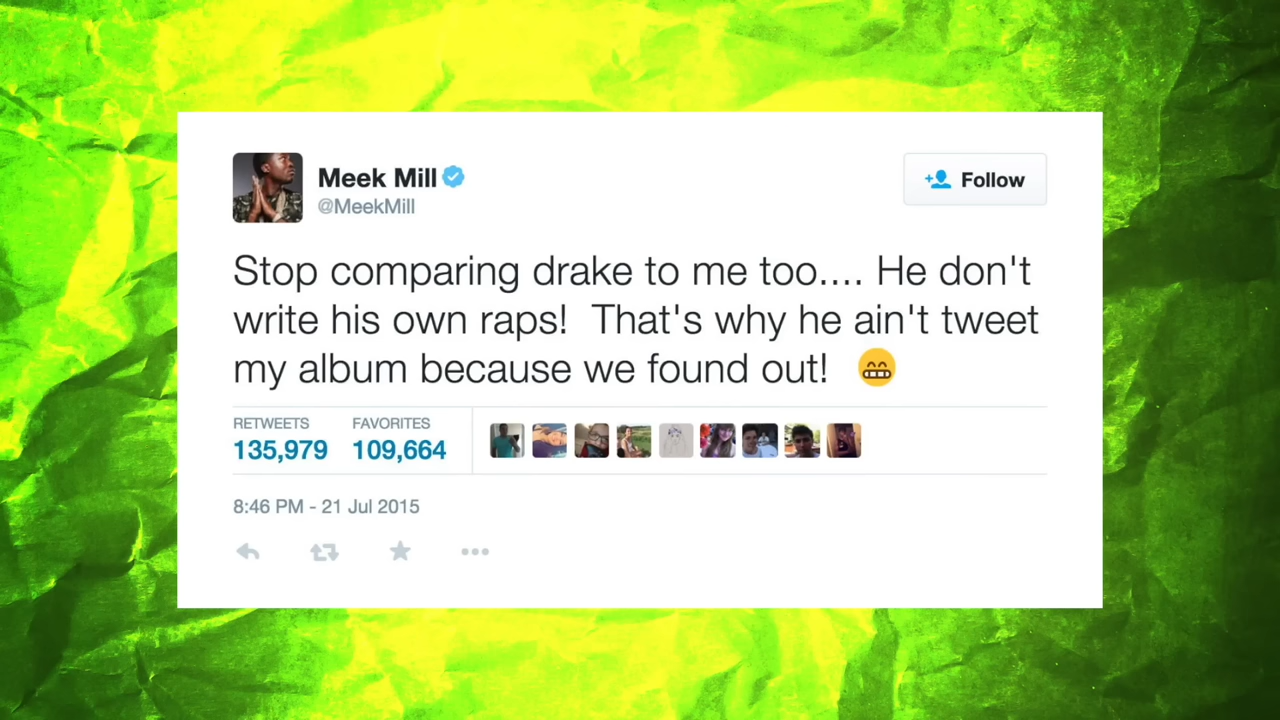 Meek Mill
@MeekMill
Follow
Stop comparing drake to me too.... He don't
write his own raps!  That's why he ain't tweet
my album because we found out! 😁
RETWEETS FAVORITES
135,979 109,664
8:46 PM - 21 Jul 2015